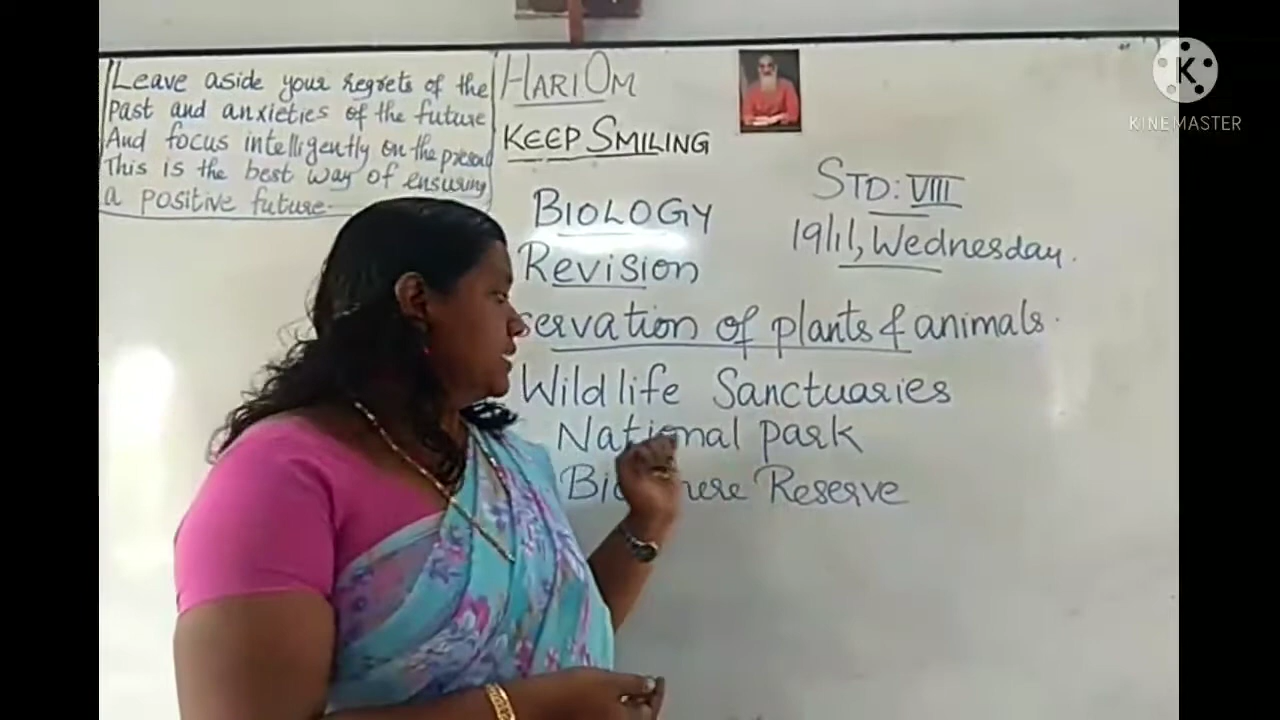 Leave aside your regrets of the
Past and anxieties of the future
And focus intelligently on the present
This is the best way of ensuring
a positive future.
HARI OM
KEEP SMILING
STD: VIII
19/1/, Wednesday.
BIOLOGY
Revision
servation of plants & animals.
Wildlife Sanctuaries
National park
Reserve
K
KINEMASTER